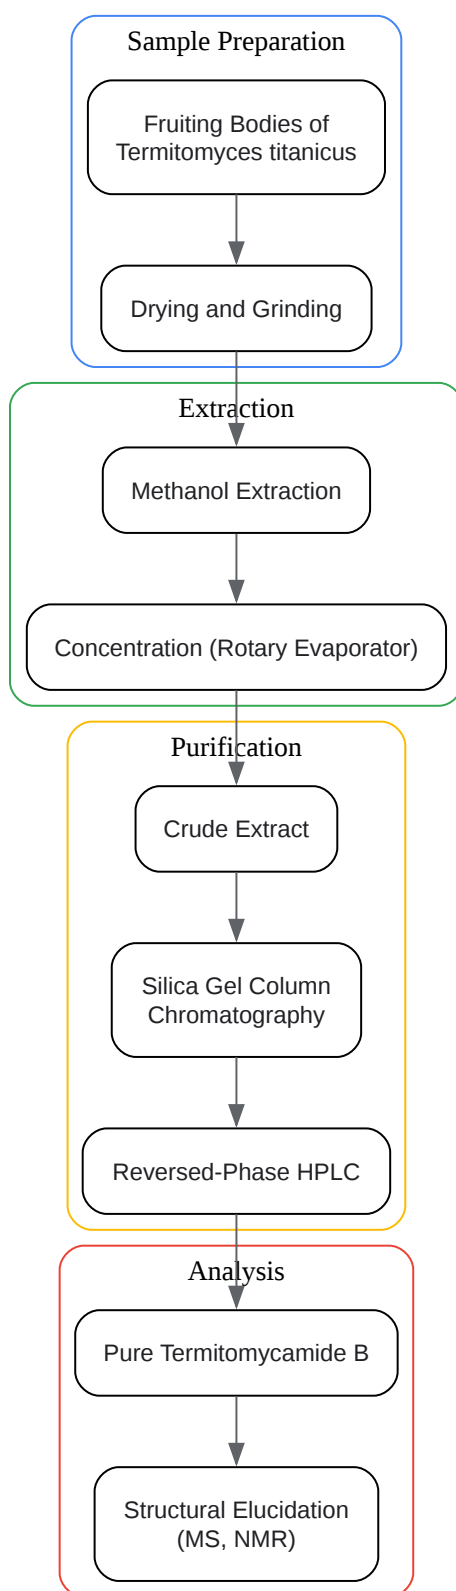 Sample Preparation
Fruiting Bodies of
Termitomyces titanicus
Drying and Grinding
Extraction
Methanol Extraction
Concentration (Rotary Evaporator)
Purification
Crude Extract
Silica Gel Column
Chromatography
Reversed-Phase HPLC
Analysis
Pure Termitomycamide B
Structural Elucidation
(MS, NMR)